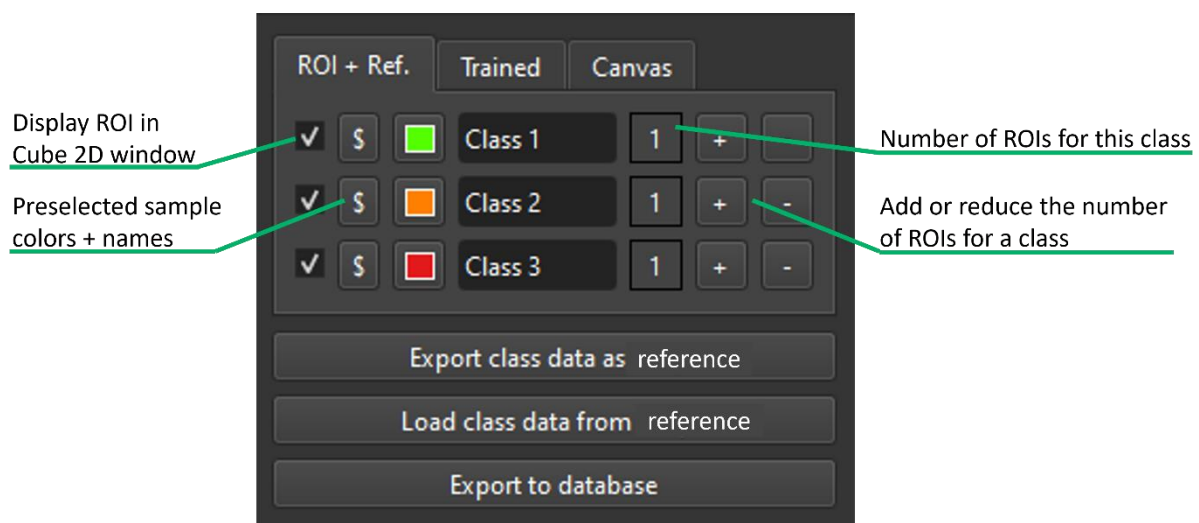 ROI + Ref. Trained Canvas
Display ROI in
Cube 2D window
$ Class 1 1 +
Number of ROIs for this class
Preselected sample
colors + names
$ Class 2 1 + -
Add or reduce the number
of ROIs for a class
$ Class 3 1 + -
Export class data as reference
Load class data from reference
Export to database